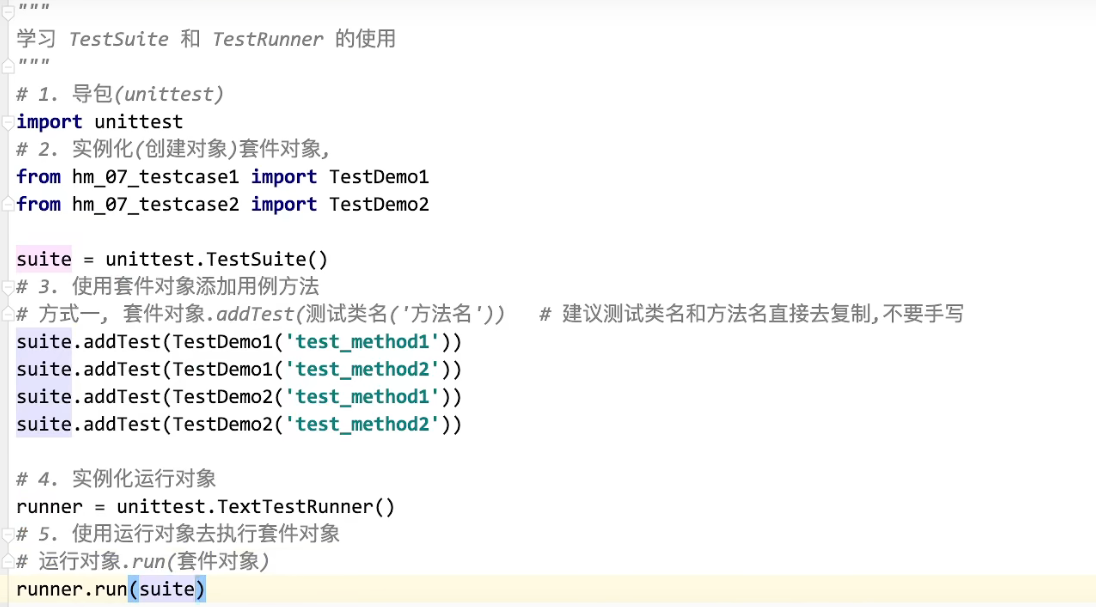 """
学习 TestSuite 和 TestRunner 的使用
"""
# 1. 导包(unittest)
import unittest
# 2. 实例化(创建对象)套件对象,
from hm_07_testcase1 import TestDemo1
from hm_07_testcase2 import TestDemo2
suite = unittest.TestSuite()
# 3. 使用套件对象添加用例方法
# 方式一, 套件对象.addTest(测试类名('方法名'))   # 建议测试类名和方法名直接去复制,不要手写
suite.addTest(TestDemo1('test_method1'))
suite.addTest(TestDemo1('test_method2'))
suite.addTest(TestDemo2('test_method1'))
suite.addTest(TestDemo2('test_method2'))
# 4. 实例化运行对象
runner = unittest.TextTestRunner()
# 5. 使用运行对象去执行套件对象
# 运行对象.run(套件对象)
runner.run(suite)